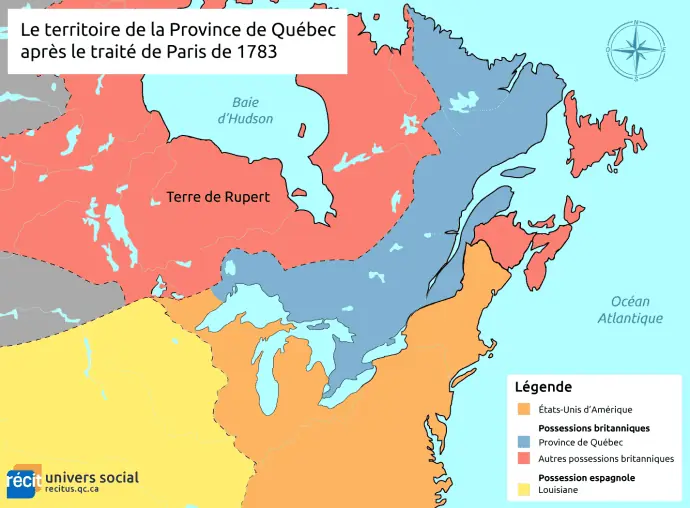 Le territoire de la Province de Québec
après le traité de Paris de 1783
N
O
E
S
Baie
d'Hudson
Terre de Rupert
Océan
Atlantique
Légende
États-Unis d'Amérique
Possessions britanniques
Province de Québec
Autres possessions britanniques
Possession espagnole
Louisiane
récit univers social
recitus.qc.ca